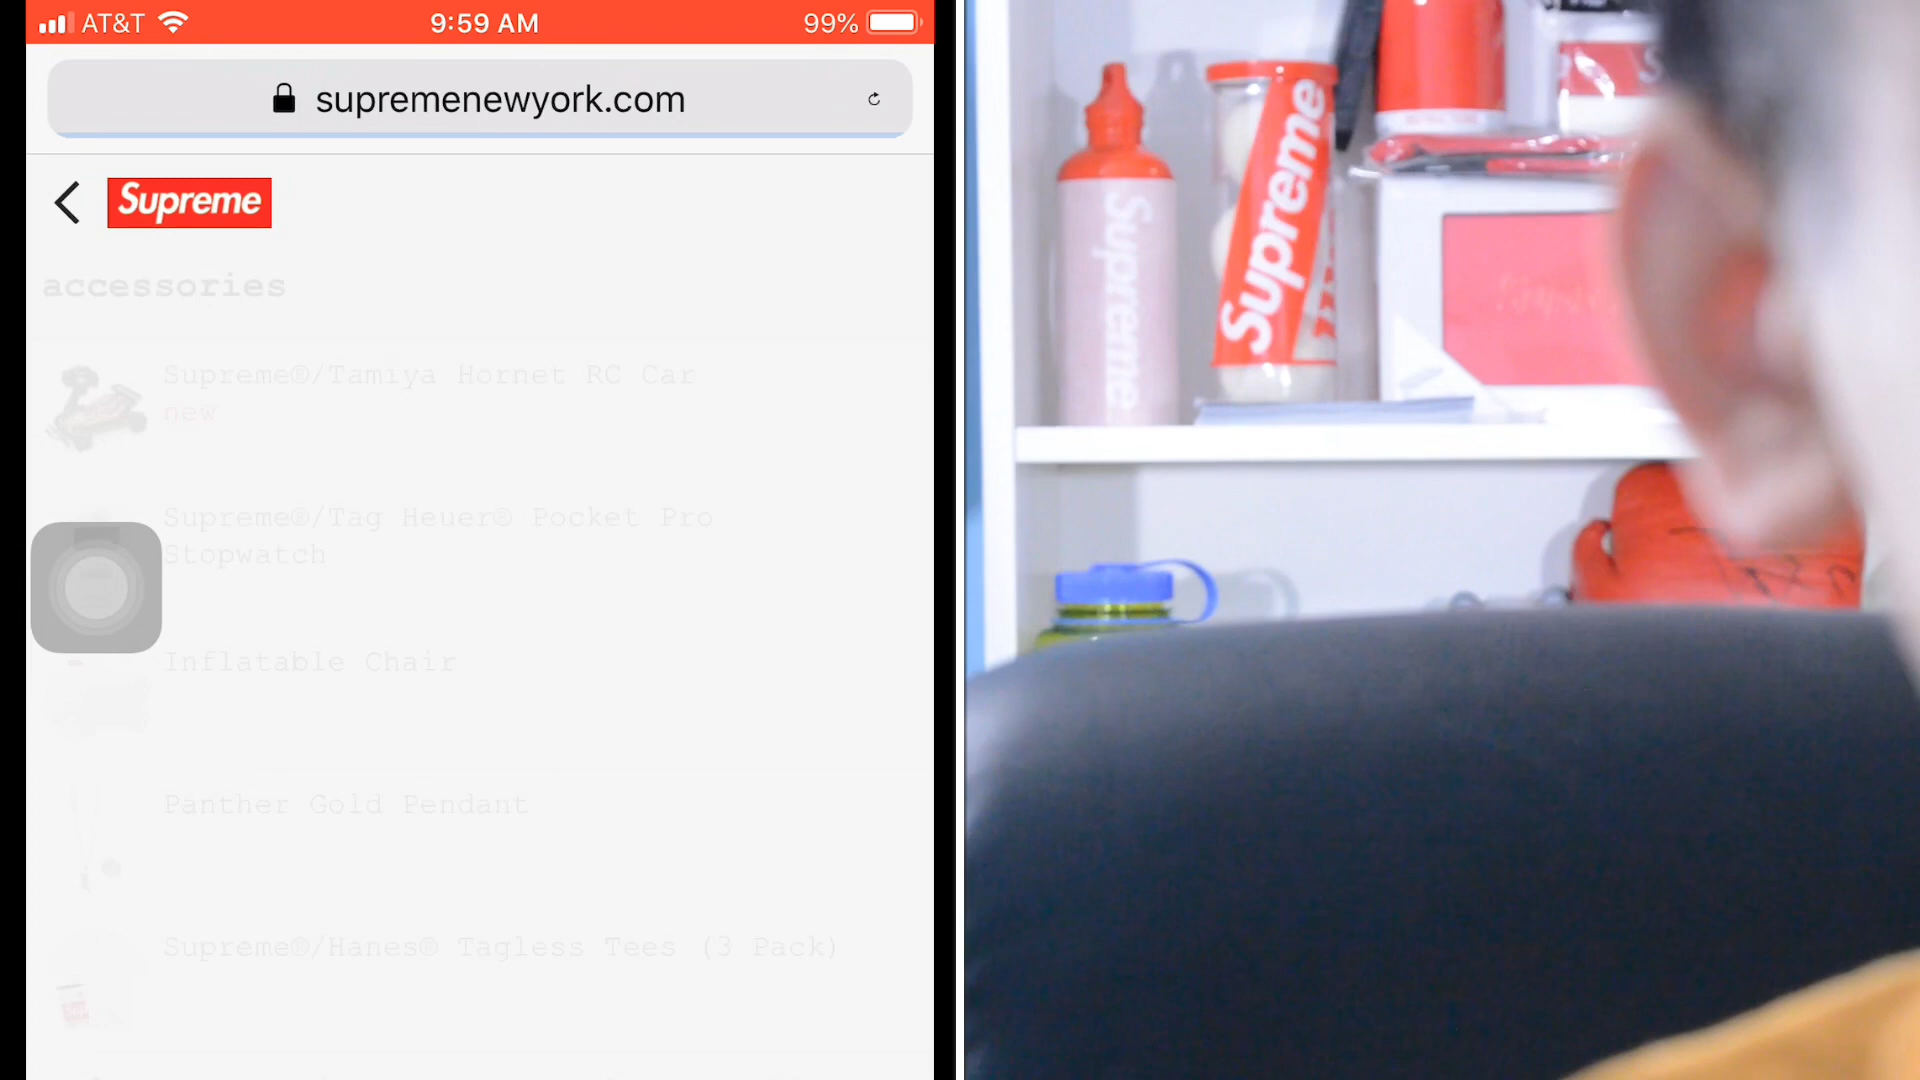 AT&T
9:59 AM
99%
supremenewyork.com
Supreme
accessories
Supreme®/Tamiya Hornet RC Car
new
Supreme®/Tag Heuer® Pocket Pro
Stopwatch
Inflatable Chair
Panther Gold Pendant
Supreme®/Hanes® Tagless Tees (3 Pack)
Supreme
Supreme